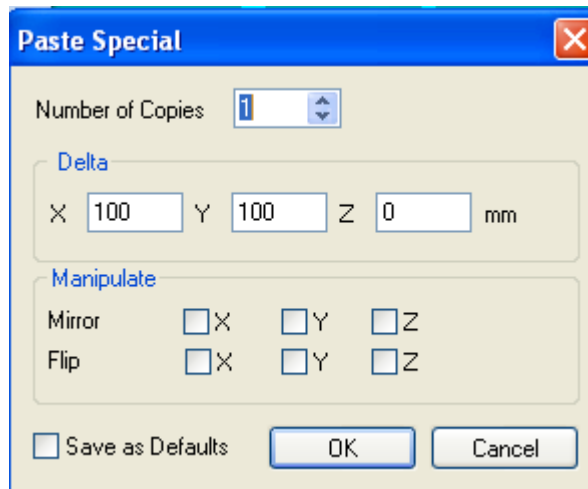 Paste Special
Number of Copies 1
Delta
X 100 Y 100 Z 0 mm
Manipulate
Mirror X Y Z
Flip X Y Z
Save as Defaults OK Cancel